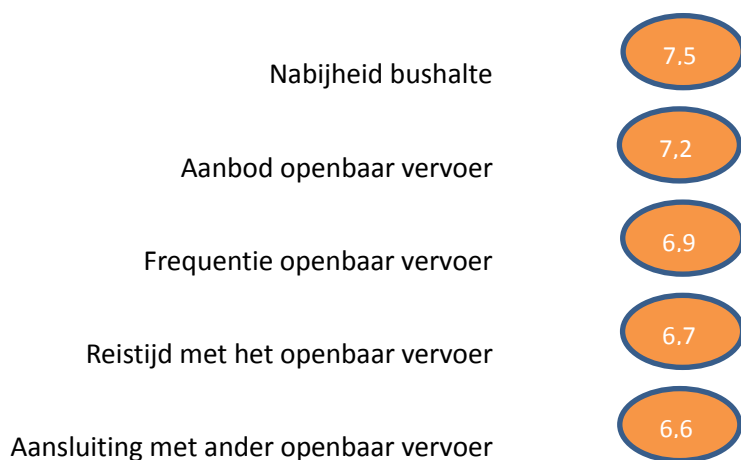 7,5
Nabijheid bushalte
7,2
Aanbod openbaar vervoer
6,9
Frequentie openbaar vervoer
6,7
Reistijd met het openbaar vervoer
6,6
Aansluiting met ander openbaar vervoer